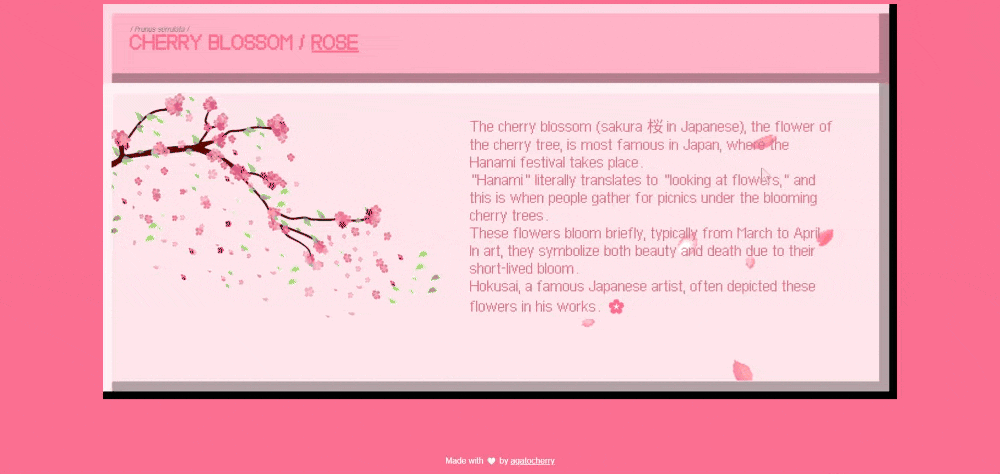 / Prunus serrulata /
CHERRY BLOSSOM / ROSE
The cherry blossom (sakura 桜 in Japanese), the flower of
the cherry tree, is most famous in Japan, where the
Hanami festival takes place.
"Hanami" literally translates to "looking at flowers," and
this is when people gather for picnics under the blooming
cherry trees.
These flowers bloom briefly, typically from March to April.
In art, they symbolize both beauty and death due to their
short-lived bloom.
Hokusai, a famous Japanese artist, often depicted these
flowers in his works.
Made with by agatocherry